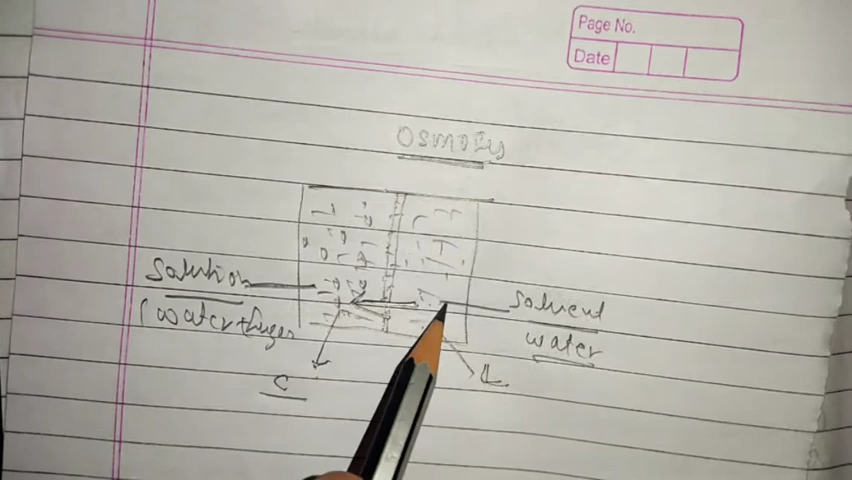 Page No.
Date
Osmosis
Solution
(Water + Sugar
Solvent
Water
C